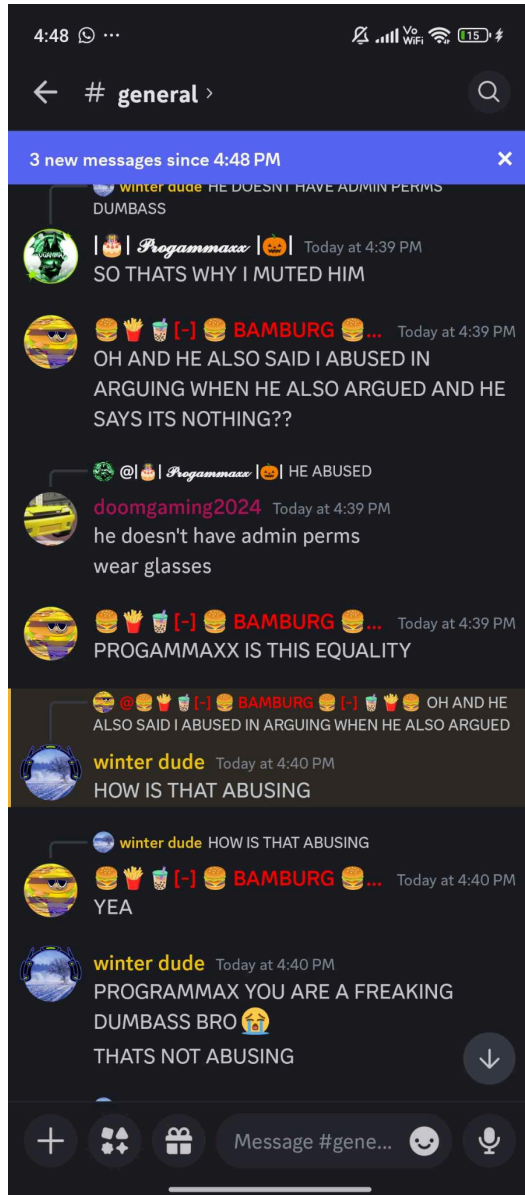 4:48
Vo
WiFi
15
# general >
3 new messages since 4:48 PM
winter dude HE DOESNT HAVE ADMIN PERMS
DUMBASS
|🎂| 𝓟𝓻𝓸𝓰𝓪𝓶𝓶𝓪𝔁𝔁 |🎃| Today at 4:39 PM
SO THATS WHY I MUTED HIM
🍔🍟🧋[-] 🍔 BAMBURG 🍔... Today at 4:39 PM
OH AND HE ALSO SAID I ABUSED IN
ARGUING WHEN HE ALSO ARGUED AND HE
SAYS ITS NOTHING??
@|🎂| 𝓟𝓻𝓸𝓰𝓪𝓶𝓶𝓪𝔁𝔁 |🎃| HE ABUSED
doomgaming2024 Today at 4:39 PM
he doesn't have admin perms
wear glasses
🍔🍟🧋[-] 🍔 BAMBURG 🍔... Today at 4:39 PM
PROGAMMAXX IS THIS EQUALITY
@🍔🍟🧋[-] 🍔 BAMBURG 🍔 [-]🧋🍟🍔 OH AND HE
ALSO SAID I ABUSED IN ARGUING WHEN HE ALSO ARGUED
winter dude Today at 4:40 PM
HOW IS THAT ABUSING
winter dude HOW IS THAT ABUSING
🍔🍟🧋[-] 🍔 BAMBURG 🍔... Today at 4:40 PM
YEA
winter dude Today at 4:40 PM
PROGRAMMAX YOU ARE A FREAKING
DUMBASS BRO 😭
THATS NOT ABUSING
Message #gene...